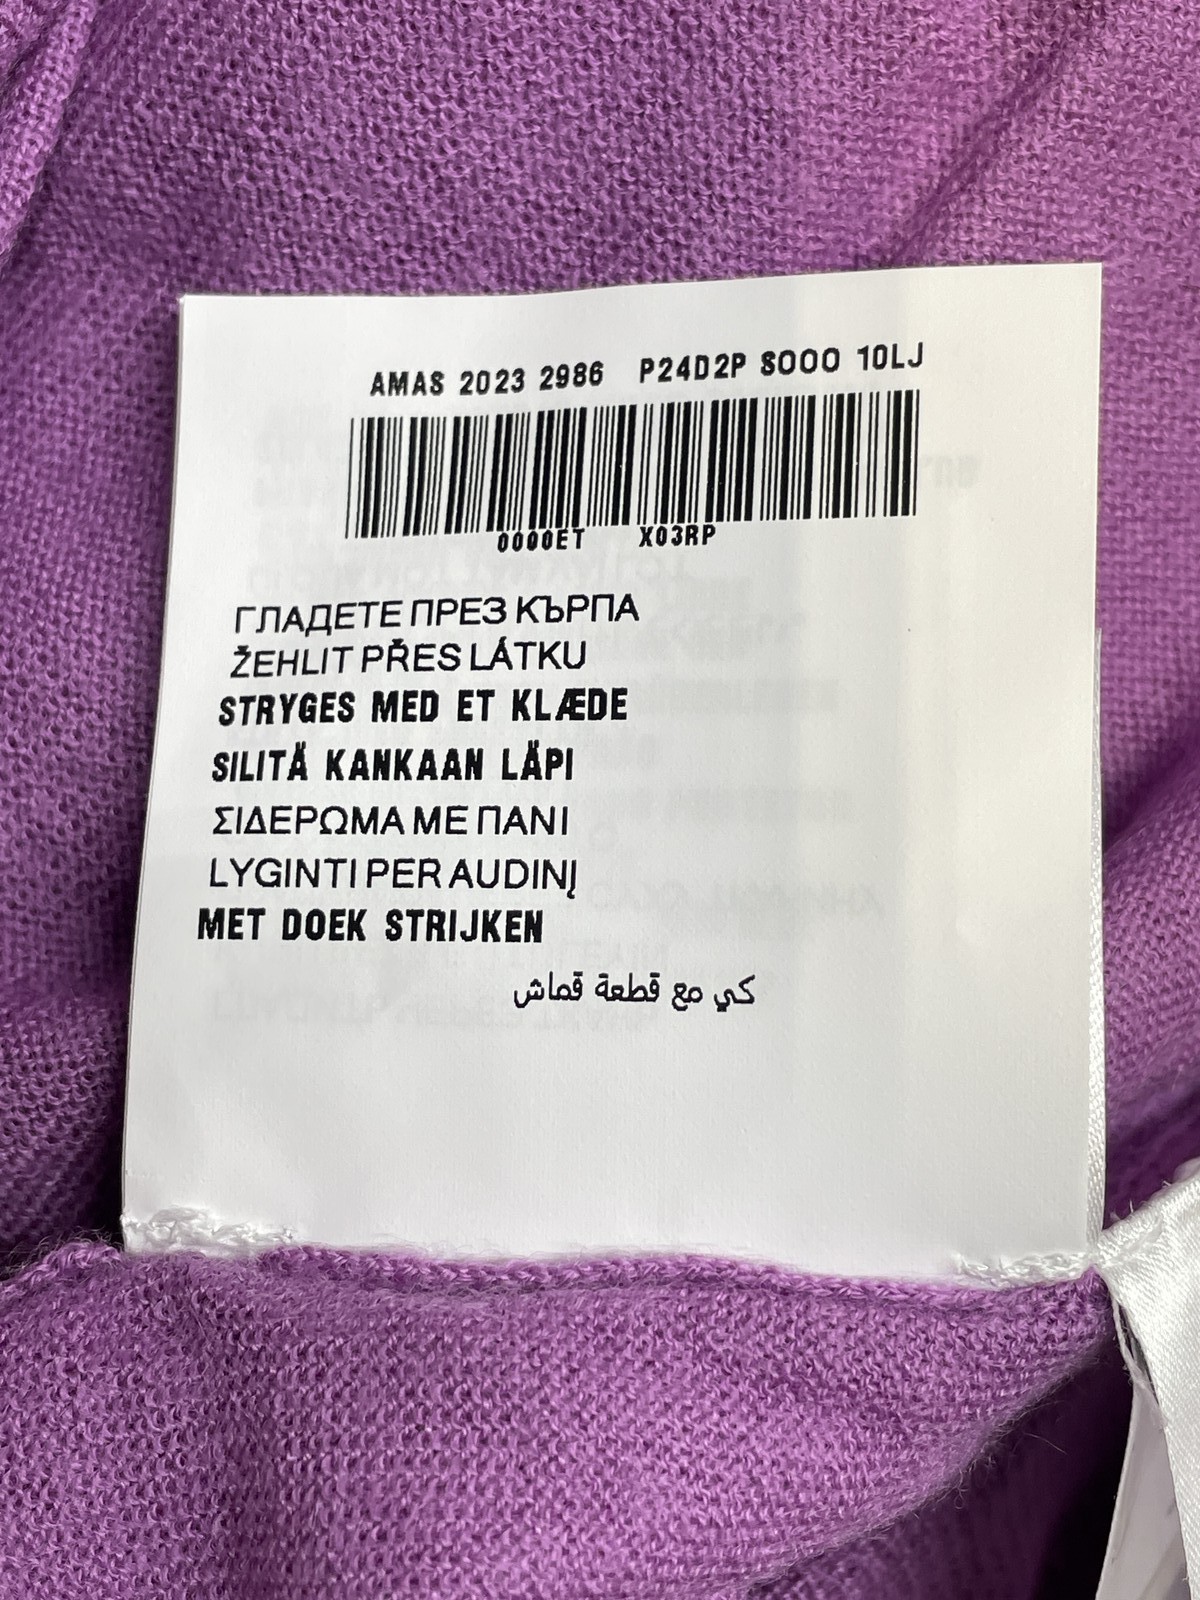 AMAS 2023 2986 P24D2P SOOO 10LJ
0000ET X03RP
ГЛАДЕТЕ ПРЕЗ КЪРПА
ŽEHLIT PŘES LÁTKU
STRYGES MED ET KLÆDE
SILITÄ KANKAAN LÄPI
ΣΙΔΕΡΩΜΑ ΜΕ ΠΑΝΙ
LYGINTI PER AUDINĮ
MET DOEK STRIJKEN
كي مع قطعة قماش